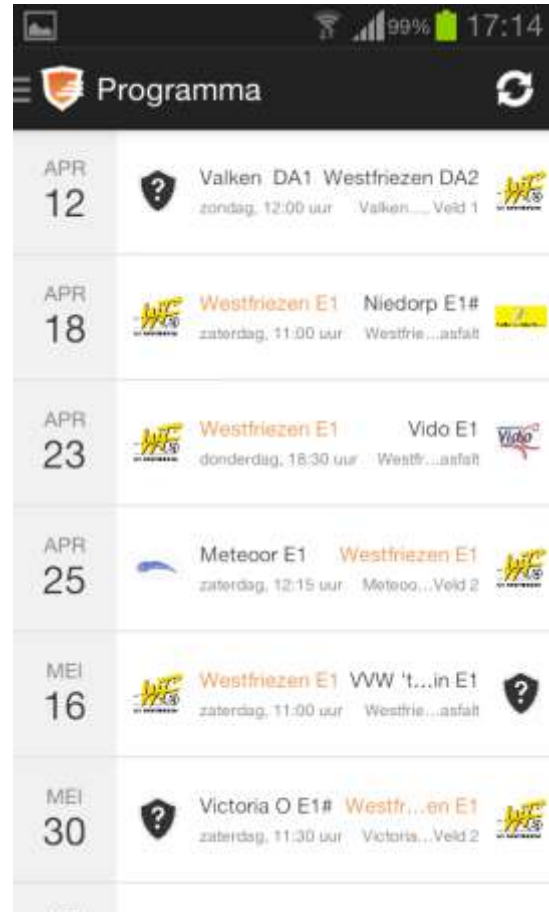 99% 17:14
Programma
APR
12
Valken DA1 Westfriezen DA2
zondag, 12:00 uur Valken..., Veld 1
APR
18
Westfriezen E1 Niedorp E1#
zaterdag, 11:00 uur Westfrie...asfalt
APR
23
Westfriezen E1 Vido E1
donderdag, 18:30 uur Westfr...asfalt
Vido
APR
25
Meteoor E1 Westfriezen E1
zaterdag, 12:15 uur Meteoo...Veld 2
MEI
16
Westfriezen E1 VVW 't...in E1
zaterdag, 11:00 uur Westfrie...asfalt
MEI
30
Victoria O E1# Westfr...en E1
zaterdag, 11:30 uur Victoria...Veld 2